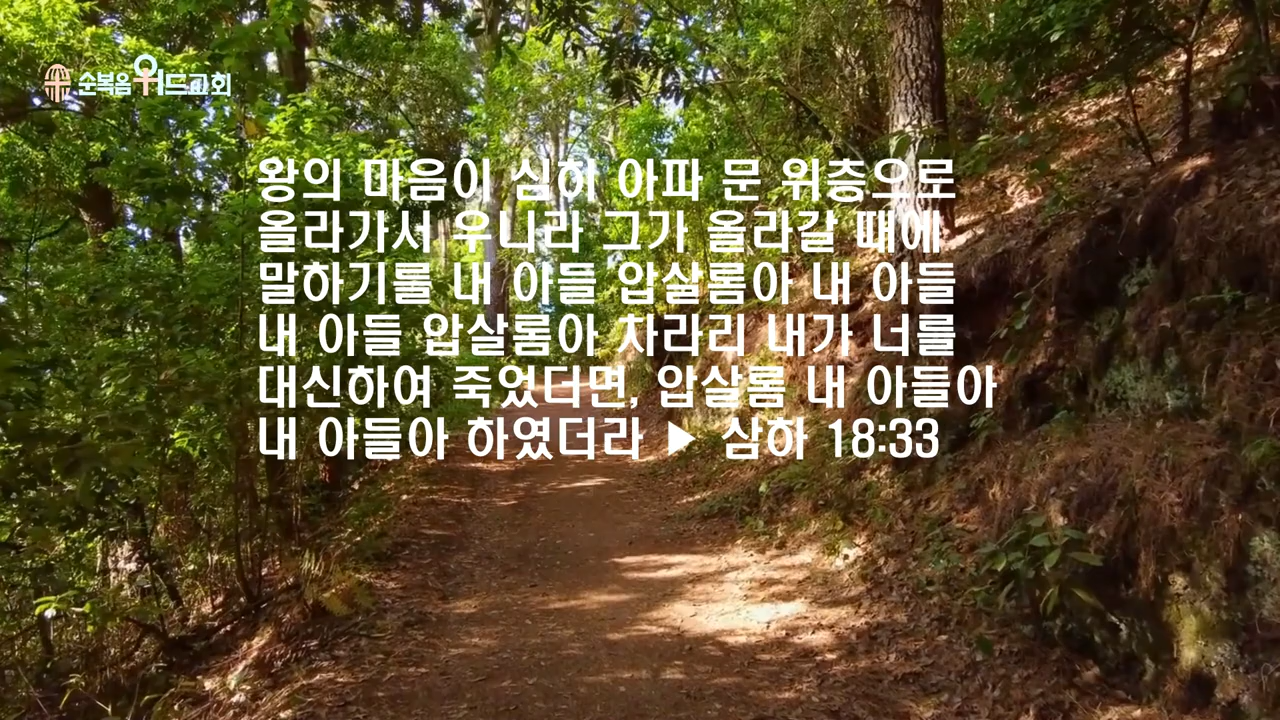 순복음위드교회
왕의 마음이 심히 아파 문 위층으로
올라가서 우니라 그가 올라갈 때에
말하기를 내 아들 압살롬아 내 아들
내 아들 압살롬아 차라리 내가 너를
대신하여 죽었더면, 압살롬 내 아들아
내 아들아 하였더라 ▶ 삼하 18:33